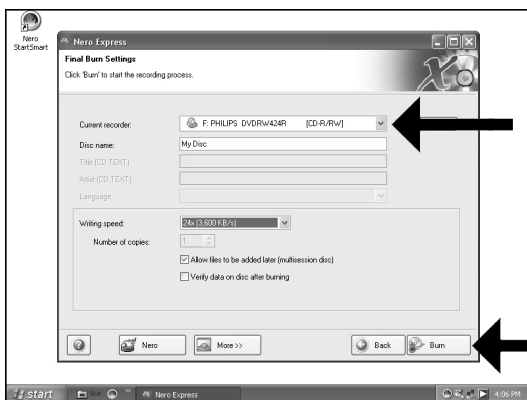 Nero
StartSmart
Nero Express
Final Burn Settings
Click 'Burn' to start the recording process.
Current recorder:
F: PHILIPS DVDRW424R [CD-R/RW]
Disc name:
My Disc
Title (CD TEXT):
Artist (CD TEXT):
Language:
Writing speed:
24x (3,600 KB/s)
Number of copies:
1
Allow files to be added later (multisession disc)
Verify data on disc after burning
Nero
More >>
Back
Burn
start
Nero Express
4:06 PM